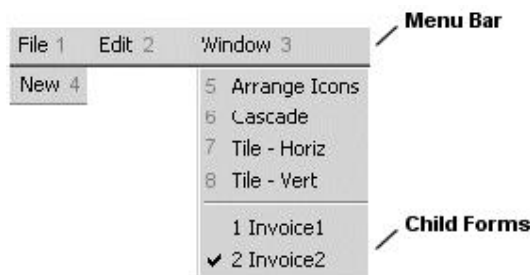 Menu Bar
File 1 Edit 2 Window 3
New 4
5 Arrange Icons
6 Cascade
7 Tile - Horiz
8 Tile - Vert
1 Invoice1
Child Forms
✔ 2 Invoice2